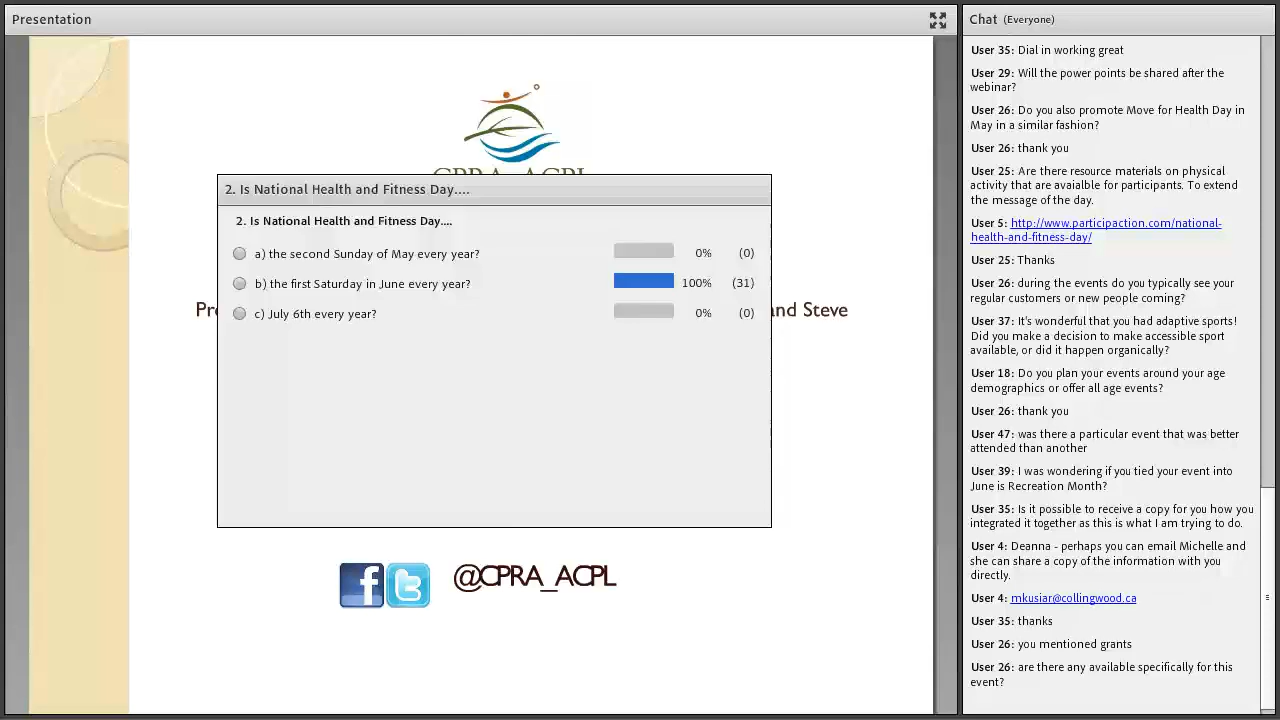 Presentation
CPRA_ACPL
2. Is National Health and Fitness Day....
2. Is National Health and Fitness Day....
a) the second Sunday of May every year? 0% (0)
b) the first Saturday in June every year? 100% (31)
c) July 6th every year? 0% (0)
and Steve
@CPRA_ACPL
Chat (Everyone)
User 35: Dial in working great
User 29: Will the power points be shared after the
webinar?
User 26: Do you also promote Move for Health Day in
May in a similar fashion?
User 26: thank you
User 25: Are there resource materials on physical
activity that are avaialble for participants. To extend
the message of the day.
User 5: http://www.participaction.com/national-
health-and-fitness-day/
User 25: Thanks
User 26: during the events do you typically see your
regular customers or new people coming?
User 37: It's wonderful that you had adaptive sports!
Did you make a decision to make accessible sport
available, or did it happen organically?
User 18: Do you plan your events around your age
demographics or offer all age events?
User 26: thank you
User 47: was there a particular event that was better
attended than another
User 39: I was wondering if you tied your event into
June is Recreation Month?
User 35: Is it possible to receive a copy for you how you
integrated it together as this is what I am trying to do.
User 4: Deanna - perhaps you can email Michelle and
she can share a copy of the information with you
directly.
User 4: mkusiar@collingwood.ca
User 35: thanks
User 26: you mentioned grants
User 26: are there any available specifically for this
event?